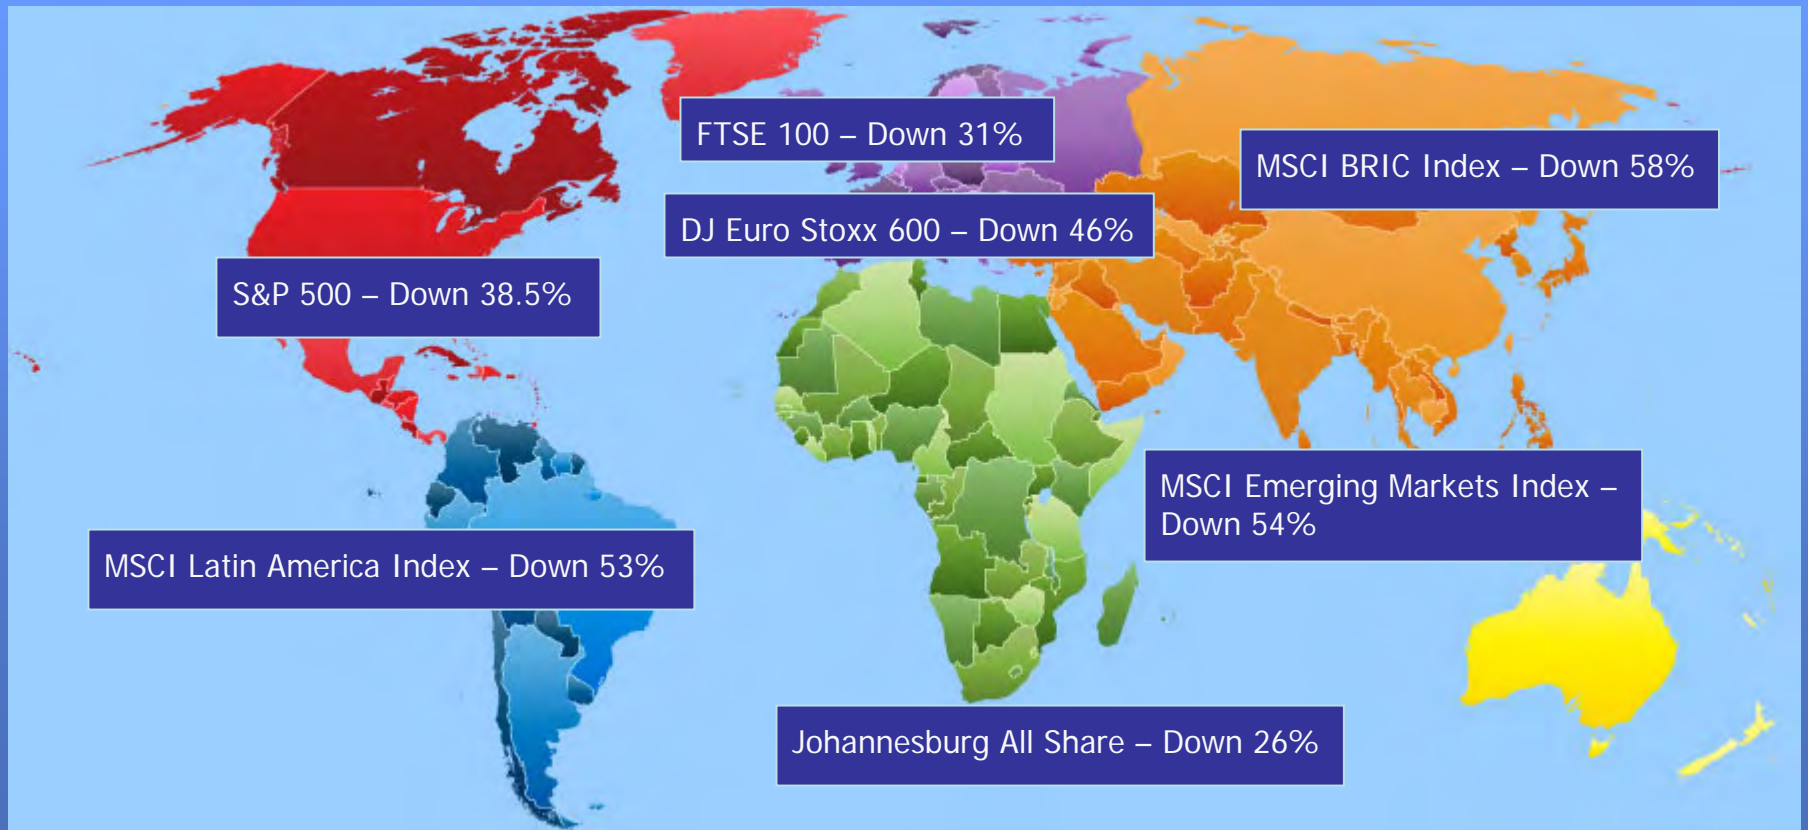 FTSE 100 – Down 31%
MSCI BRIC Index – Down 58%
DJ Euro Stoxx 600 – Down 46%
S&P 500 – Down 38.5%
MSCI Emerging Markets Index –
Down 54%
MSCI Latin America Index – Down 53%
Johannesburg All Share – Down 26%